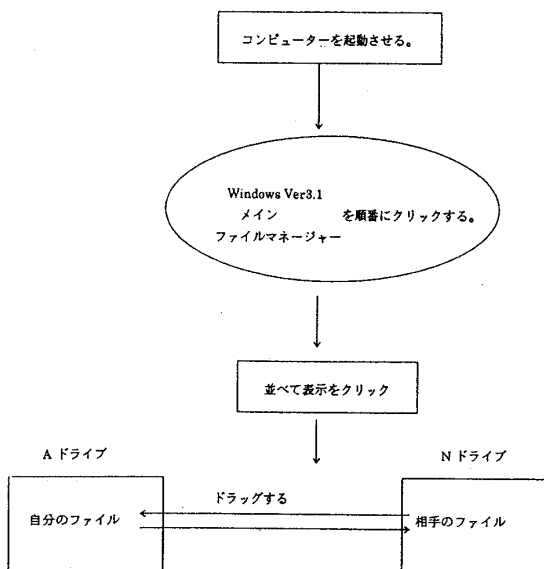 コンピューターを起動させる。
Windows Ver3.1
メイン
を順番にクリックする。
ファイルマネージャー
並べて表示をクリック
A ドライブ
N ドライブ
ドラッグする
自分のファイル
相手のファイル